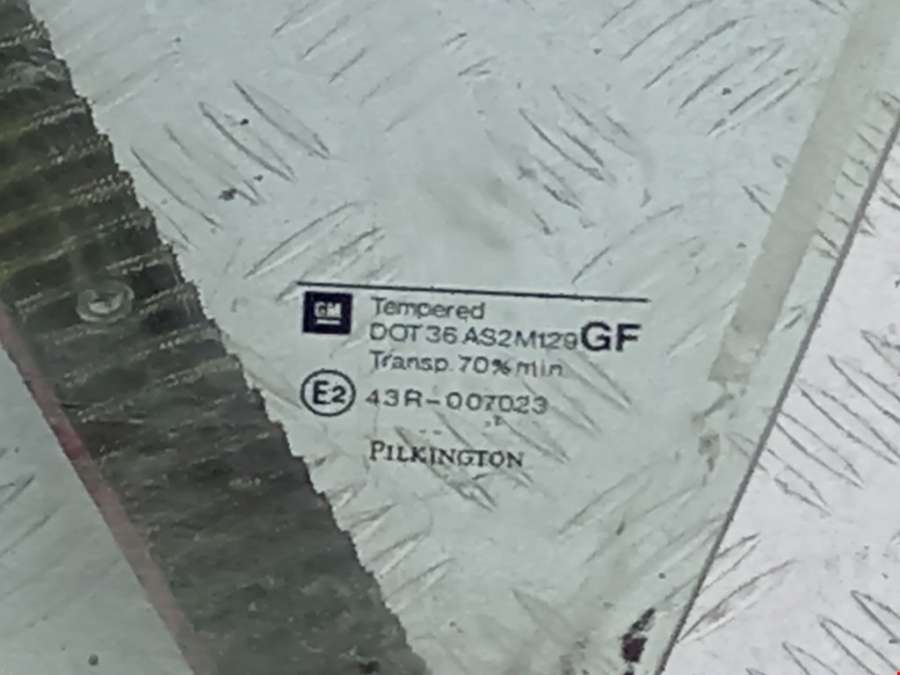 GM Tempered
DOT 36 AS2 M129 GF
Transp. 70% min
E2 43R-007023
PILKINGTON